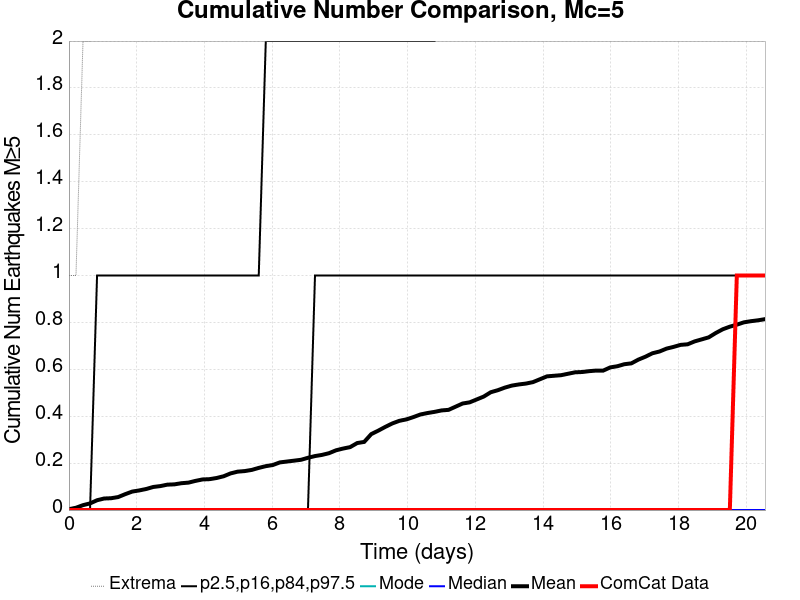 Cumulative Number Comparison, Mc=5
Cumulative Num Earthquakes M≥5
2
1.8
1.6
1.4
1.2
1
0.8
0.6
0.4
0.2
0
0 2 4 6 8 10 12 14 16 18 20
Time (days)
Extrema p2.5,p16,p84,p97.5 Mode Median Mean ComCat Data